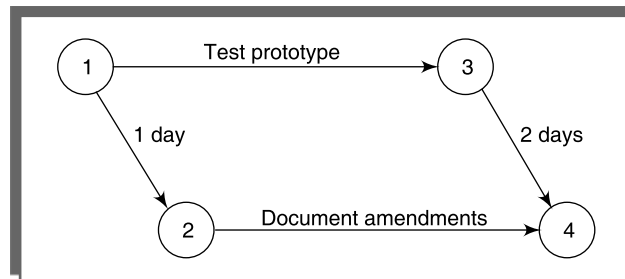 Test prototype
1
3
1 day
2 days
2
Document amendments
4